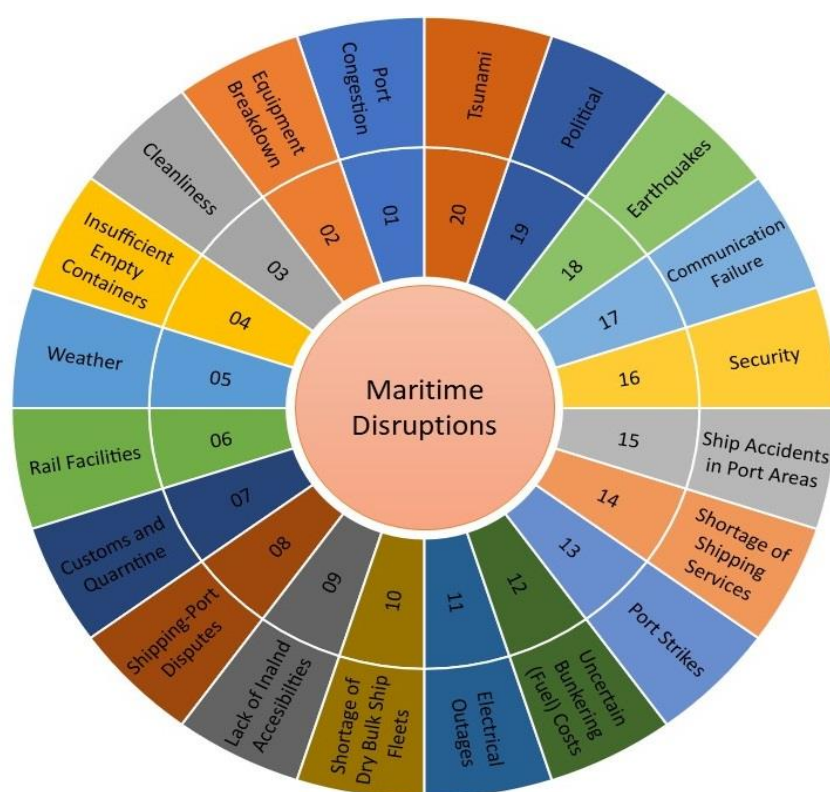 Maritime
Disruptions
01
Port
Congestion
02
Equipment
Breakdown
03
Cleanliness
04
Insufficient
Empty
Containers
05
Weather
06
Rail Facilities
07
Customs and
Quarntine
08
Shipping-Port
Disputes
09
Lack of Inalnd
Accesibilties
10
Shortage of
Dry Bulk Ship
Fleets
11
Electrical
Outages
12
Uncertain
Bunkering
(Fuel) Costs
13
Port Strikes
14
Shortage of
Shipping
Services
15
Ship Accidents
in Port Areas
16
Security
17
Communication
Failure
18
Earthquakes
19
Political
20
Tsunami